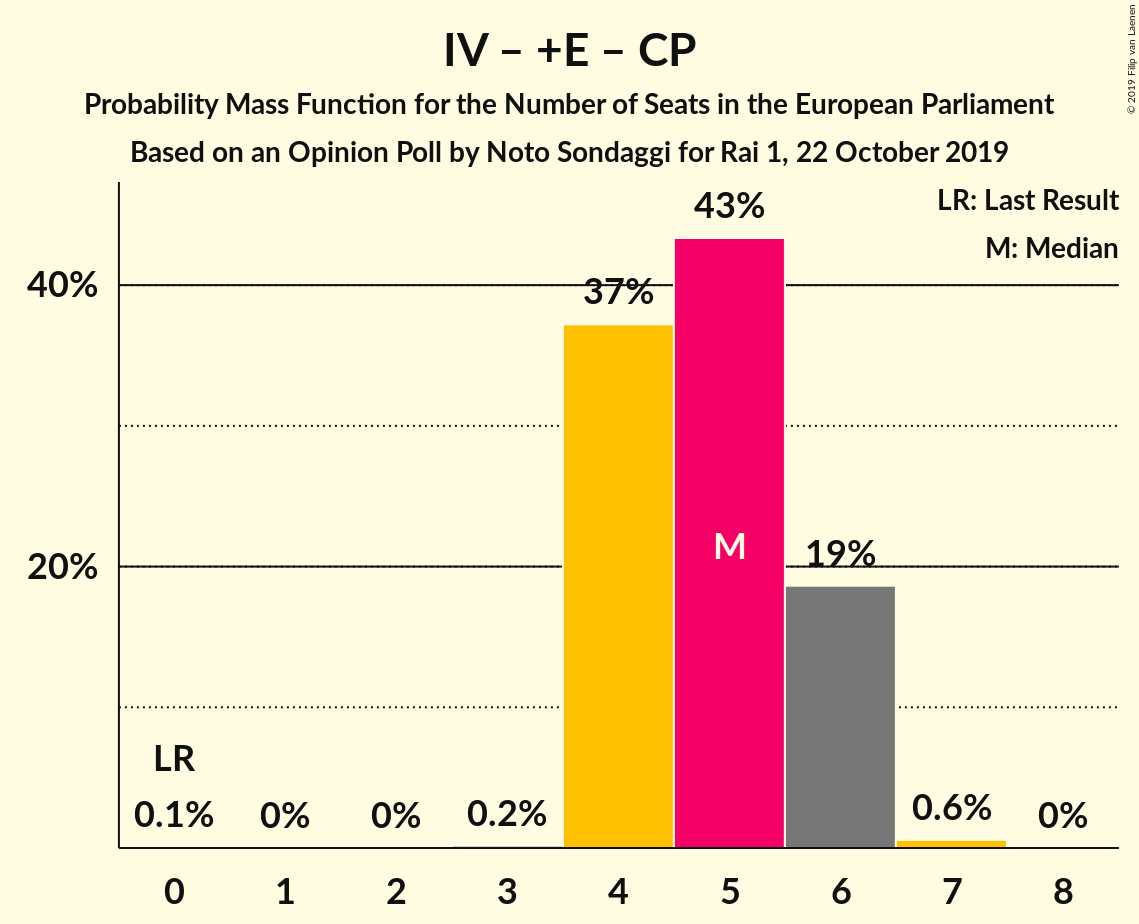 IV – +E – CP
Probability Mass Function for the Number of Seats in the European Parliament
Based on an Opinion Poll by Noto Sondaggi for Rai 1, 22 October 2019
© 2019 Filip van Laenen
LR: Last Result
M: Median
40%
20%
LR
0.1%
0%
0%
0.2%
37%
43%
M
19%
0.6%
0%
0 1 2 3 4 5 6 7 8